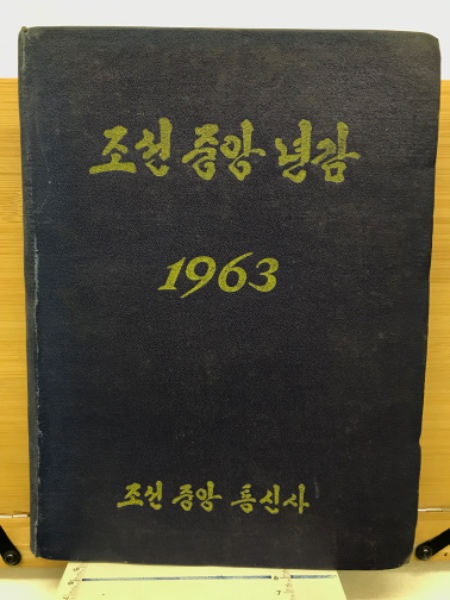 조선 중앙 년감
1963
조선 중앙 통신사